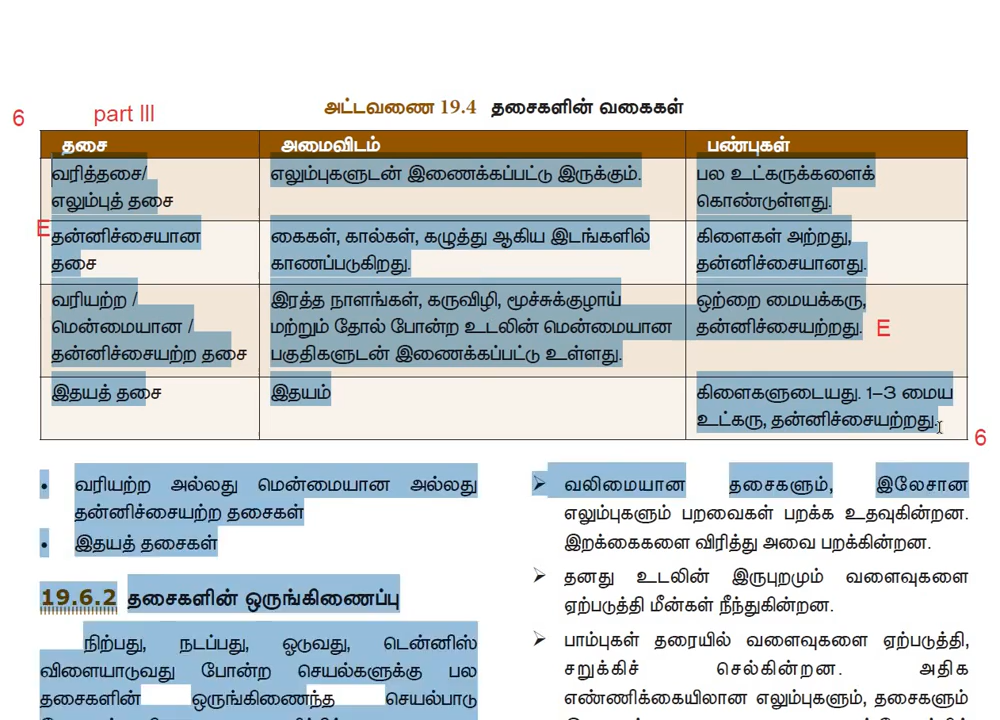 6
part III
அட்டவணை 19.4 தசைகளின் வகைகள்
தசை
அமைவிடம்
பண்புகள்
வரித்தசை/
எலும்புத் தசை
எலும்புகளுடன் இணைக்கப்பட்டு இருக்கும்.
பல உட்கருக்களைக்
கொண்டுள்ளது.
E
தன்னிச்சையான
தசை
கைகள், கால்கள், கழுத்து ஆகிய இடங்களில்
காணப்படுகிறது.
கிளைகள் அற்றது,
தன்னிச்சையானது.
வரியற்ற /
மென்மையான /
தன்னிச்சையற்ற தசை
இரத்த நாளங்கள், கருவிழி, மூச்சுக்குழாய்
மற்றும் தோல் போன்ற உடலின் மென்மையான
பகுதிகளுடன் இணைக்கப்பட்டு உள்ளது.
ஒற்றை மையக்கரு,
தன்னிச்சையற்றது.
E
இதயத் தசை
இதயம்
கிளைகளுடையது. 1–3 மைய
உட்கரு, தன்னிச்சையற்றது.
6
• வரியற்ற அல்லது மென்மையான அல்லது
தன்னிச்சையற்ற தசைகள்
• இதயத் தசைகள்
19.6.2 தசைகளின் ஒருங்கிணைப்பு
நிற்பது, நடப்பது, ஓடுவது, டென்னிஸ்
விளையாடுவது போன்ற செயல்களுக்கு பல
தசைகளின் ஒருங்கிணைந்த செயல்பாடு
➢ வலிமையான தசைகளும், இலேசான
எலும்புகளும் பறவைகள் பறக்க உதவுகின்றன.
இறக்கைகளை விரித்து அவை பறக்கின்றன.
➢ தனது உடலின் இருபுறமும் வளைவுகளை
ஏற்படுத்தி மீன்கள் நீந்துகின்றன.
➢ பாம்புகள் தரையில் வளைவுகளை ஏற்படுத்தி,
சறுக்கிச் செல்கின்றன. அதிக
எண்ணிக்கையிலான எலும்புகளும், தசைகளும்